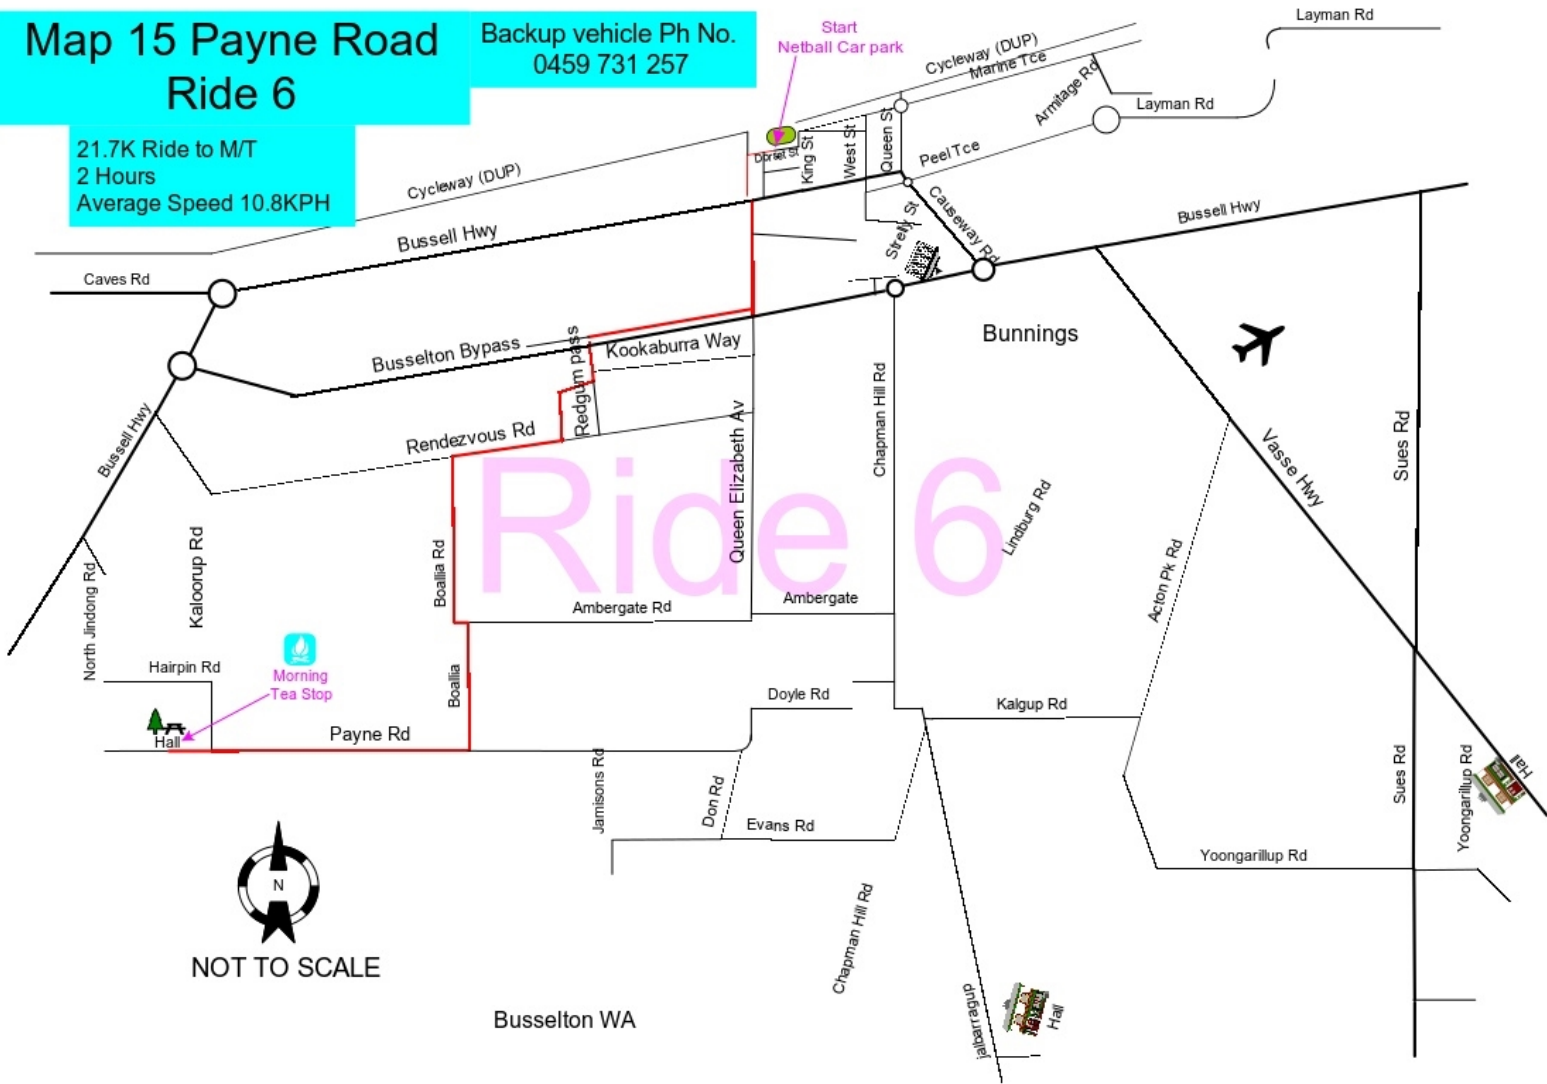 Map 15 Payne Road
Ride 6
Backup vehicle Ph No.
0459 731 257
21.7K Ride to M/T
2 Hours
Average Speed 10.8KPH
Start
Netball Car park
Layman Rd
Cycleway (DUP)
Marine Tce
Armitage Rd
Layman Rd
Queen St
West St
King St
Dorset St
Peel Tce
Cycleway (DUP)
Bussell Hwy
Caves Rd
Strelly St
Causeway Rd
Bussell Hwy
Busselton Bypass
Redgum pass
Kookaburra Way
Bunnings
Chapman Hill Rd
Bussell Hwy
Rendezvous Rd
Queen Elizabeth Av
Sues Rd
Vasse Hwy
Ride 6
Lindburg Rd
Kaloorup Rd
Boallia Rd
Acton Pk Rd
North Jindong Rd
Ambergate Rd
Ambergate
Hairpin Rd
Morning
Tea Stop
Boallia
Doyle Rd
Kalgup Rd
Hall
Payne Rd
Jamisons Rd
Don Rd
Evans Rd
Sues Rd
Yoongarillup Rd
Hall
Yoongarillup Rd
N
NOT TO SCALE
Chapman Hill Rd
Busselton WA
jalbarragup
Hall